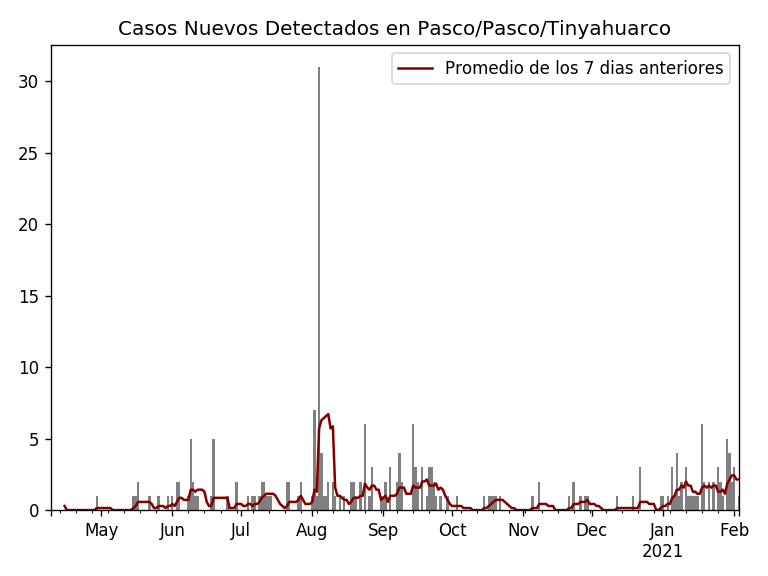 Casos Nuevos Detectados en Pasco/Pasco/Tinyahuarco
Promedio de los 7 dias anteriores
30
25
20
15
10
5
0
May Jun Jul Aug Sep Oct Nov Dec Jan Feb
2021